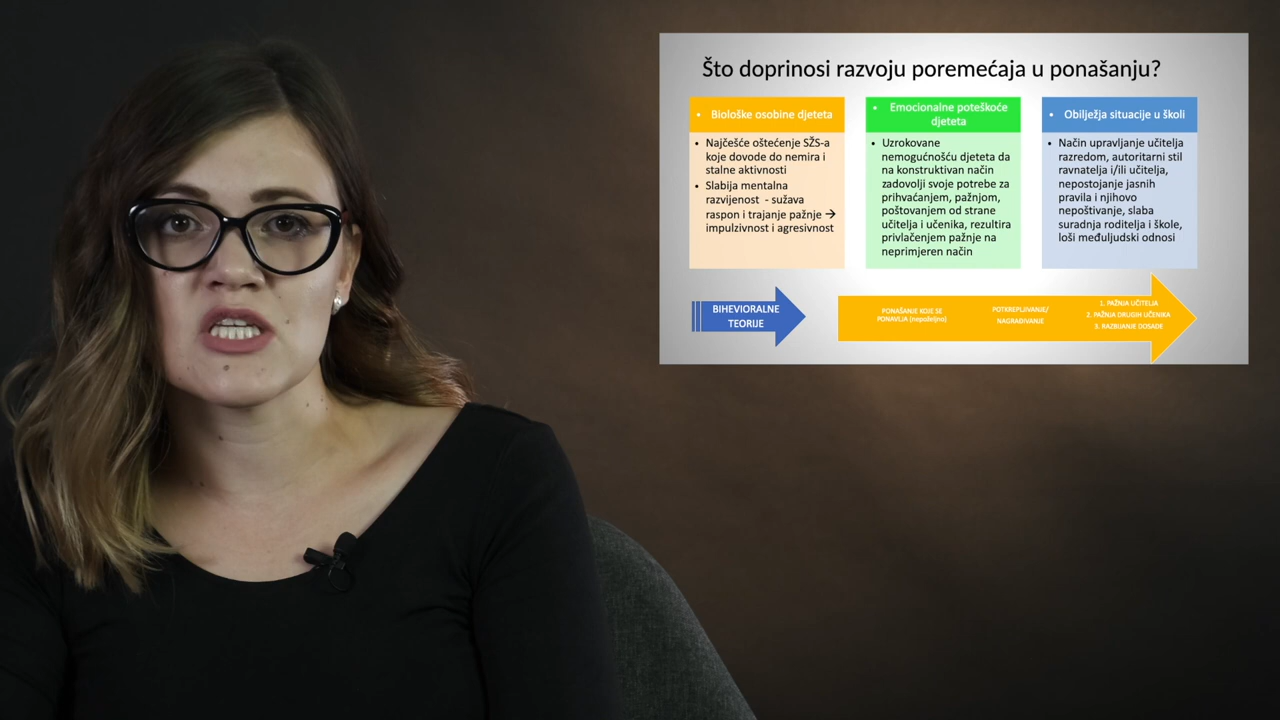 Što doprinosi razvoju poremećaja u ponašanju?
• Biološke osobine djeteta
• Najčešće oštećenje SŽS-a
koje dovode do nemira i
stalne aktivnosti
• Slabija mentalna
razvijenost - sužava
raspon i trajanje pažnje →
impulzivnost i agresivnost
• Emocionalne poteškoće
djeteta
• Uzrokovane
nemogućnošću djeteta da
na konstruktivan način
zadovolji svoje potrebe za
prihvaćanjem, pažnjom,
poštovanjem od strane
učitelja i učenika, rezultira
privlačenjem pažnje na
neprimjeren način
• Obilježja situacije u školi
• Način upravljanje učitelja
razredom, autoritarni stil
ravnatelja i/ili učitelja,
nepostojanje jasnih
pravila i njihovo
nepoštivanje, slaba
suradnja roditelja i škole,
loši međuljudski odnosi
BIHEVIORALNE
TEORIJE
PONAŠANJE KOJE SE
PONAVLJA (nepoželjno)
POTKREPLJIVANJE/
NAGRAĐIVANJE
1. PAŽNJA UČITELJA
2. PAŽNJA DRUGIH UČENIKA
3. RAZBIJANJE DOSADE